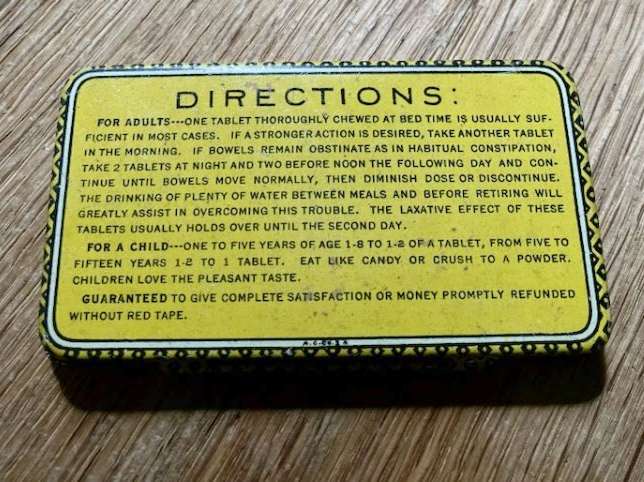 DIRECTIONS:
FOR ADULTS---ONE TABLET THOROUGHLY CHEWED AT BED TIME IS USUALLY SUF-
FICIENT IN MOST CASES. IF A STRONGER ACTION IS DESIRED, TAKE ANOTHER TABLET
IN THE MORNING. IF BOWELS REMAIN OBSTINATE AS IN HABITUAL CONSTIPATION,
TAKE 2 TABLETS AT NIGHT AND TWO BEFORE NOON THE FOLLOWING DAY AND CON-
TINUE UNTIL BOWELS MOVE NORMALLY, THEN DIMINISH DOSE OR DISCONTINUE.
THE DRINKING OF PLENTY OF WATER BETWEEN MEALS AND BEFORE RETIRING WILL
GREATLY ASSIST IN OVERCOMING THIS TROUBLE. THE LAXATIVE EFFECT OF THESE
TABLETS USUALLY HOLDS OVER UNTIL THE SECOND DAY.
FOR A CHILD---ONE TO FIVE YEARS OF AGE 1-8 TO 1-2 OF A TABLET, FROM FIVE TO
FIFTEEN YEARS 1-2 TO 1 TABLET. EAT LIKE CANDY OR CRUSH TO A POWDER.
CHILDREN LOVE THE PLEASANT TASTE.
GUARANTEED TO GIVE COMPLETE SATISFACTION OR MONEY PROMPTLY REFUNDED
WITHOUT RED TAPE.